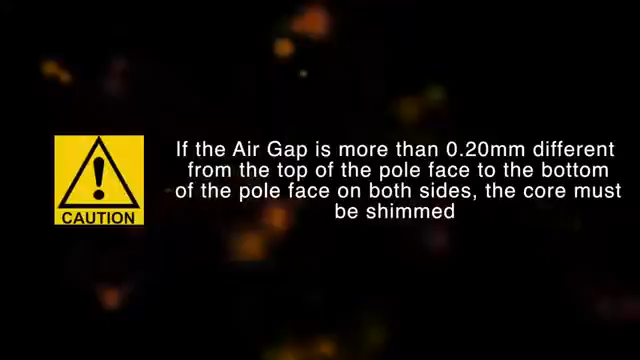 If the Air Gap is more than 0.20mm different
from the top of the pole face to the bottom
of the pole face on both sides, the core must
be shimmed
CAUTION